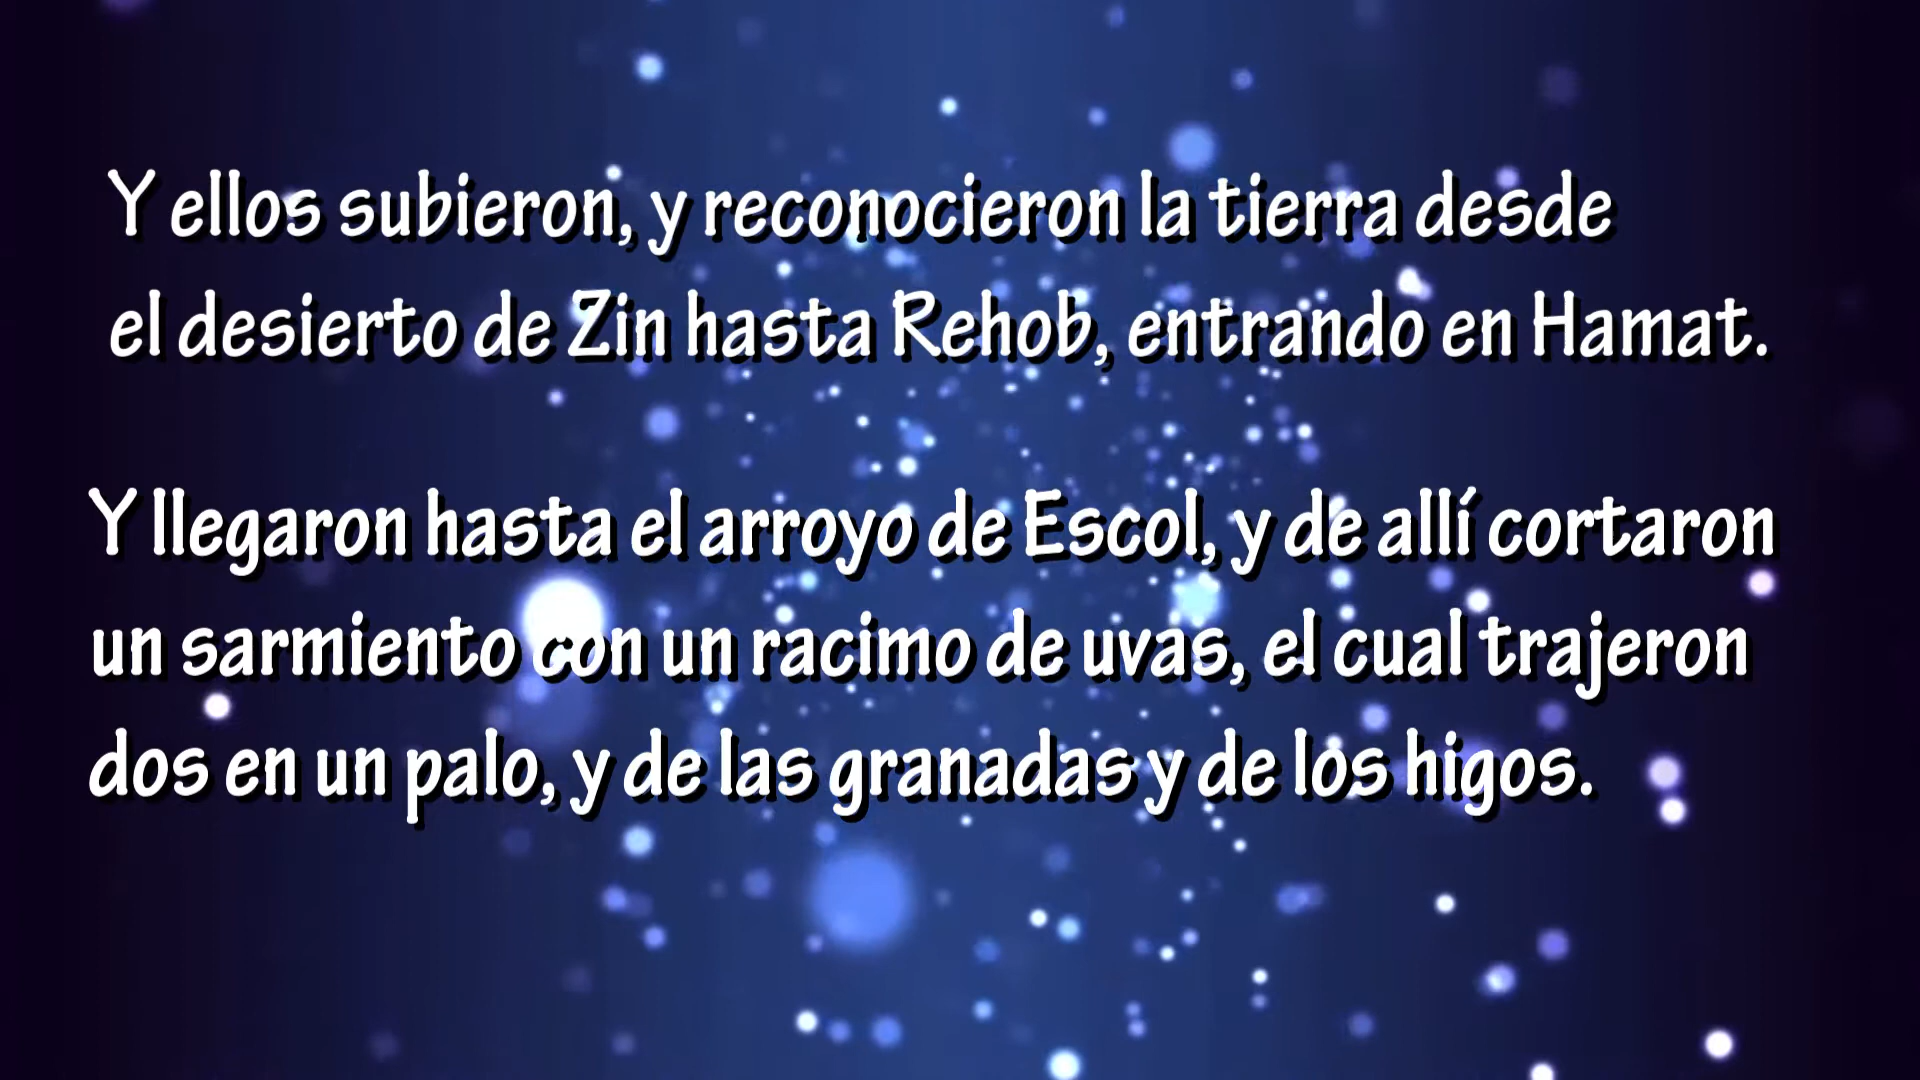 Y ellos subieron, y reconocieron la tierra desde
el desierto de Zin hasta Rehob, entrando en Hamat.
Y llegaron hasta el arroyo de Escol, y de allí cortaron
un sarmiento con un racimo de uvas, el cual trajeron
dos en un palo, y de las granadas y de los higos.